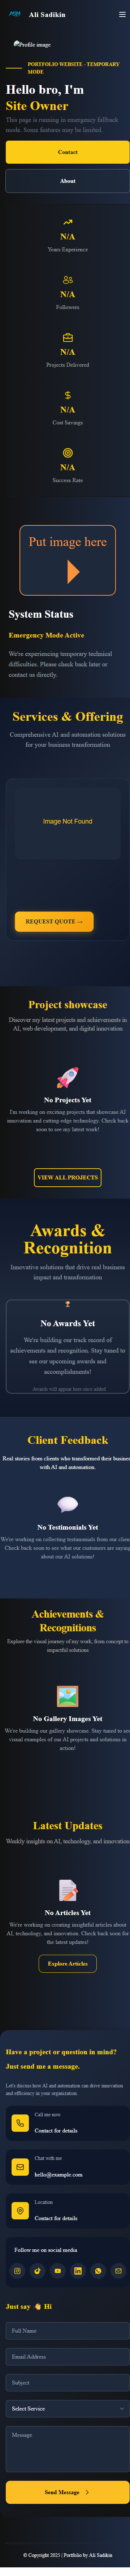 Ali Sadikin
Profile image
PORTFOLIO WEBSITE - TEMPORARY
MODE
Hello bro, I'm
Site Owner
This page is running in emergency fallback
mode. Some features may be limited.
Contact
About
N/A
Years Experience
N/A
Followers
N/A
Projects Delivered
N/A
Cost Savings
N/A
Success Rate
Put image here
System Status
Emergency Mode Active
We're experiencing temporary technical
difficulties. Please check back later or
contact us directly.
Services & Offering
Comprehensive AI and automation solutions
for your business transformation
Image Not Found
REQUEST QUOTE →
Project showcase
Discover my latest projects and achievements in
AI, web development, and digital innovation
No Projects Yet
I'm working on exciting projects that showcase AI
innovation and cutting-edge technology. Check back
soon to see my latest work!
VIEW ALL PROJECTS
Awards &
Recognition
Innovative solutions that drive real business
impact and transformation
No Awards Yet
We're building our track record of
achievements and recognition. Stay tuned to
see our upcoming awards and
accomplishments!
Awards will appear here once added
Client Feedback
Real stories from clients who transformed their business
with AI and automation.
No Testimonials Yet
We're working on collecting testimonials from our clients.
Check back soon to see what our customers are saying
about our AI solutions!
Achievements &
Recognitions
Explore the visual journey of my work, from concept to
impactful solutions
No Gallery Images Yet
We're building our gallery showcase. Stay tuned to see
visual examples of our AI projects and solutions in
action!
Latest Updates
Weekly insights on AI, technology, and innovation
No Articles Yet
We're working on creating insightful articles about
AI, technology, and innovation. Check back soon for
the latest updates!
Explore Articles
Have a project or question in mind?
Just send me a message.
Let's discuss how AI and automation can drive innovation
and efficiency in your organization.
Call me now
Contact for details
Chat with me
hello@example.com
Location
Contact for details
Follow me on social media
Just say 👋 Hi
Full Name
Email Address
Subject
Select Service
Message
Send Message
© Copyright 2025 | Portfolio by Ali Sadikin